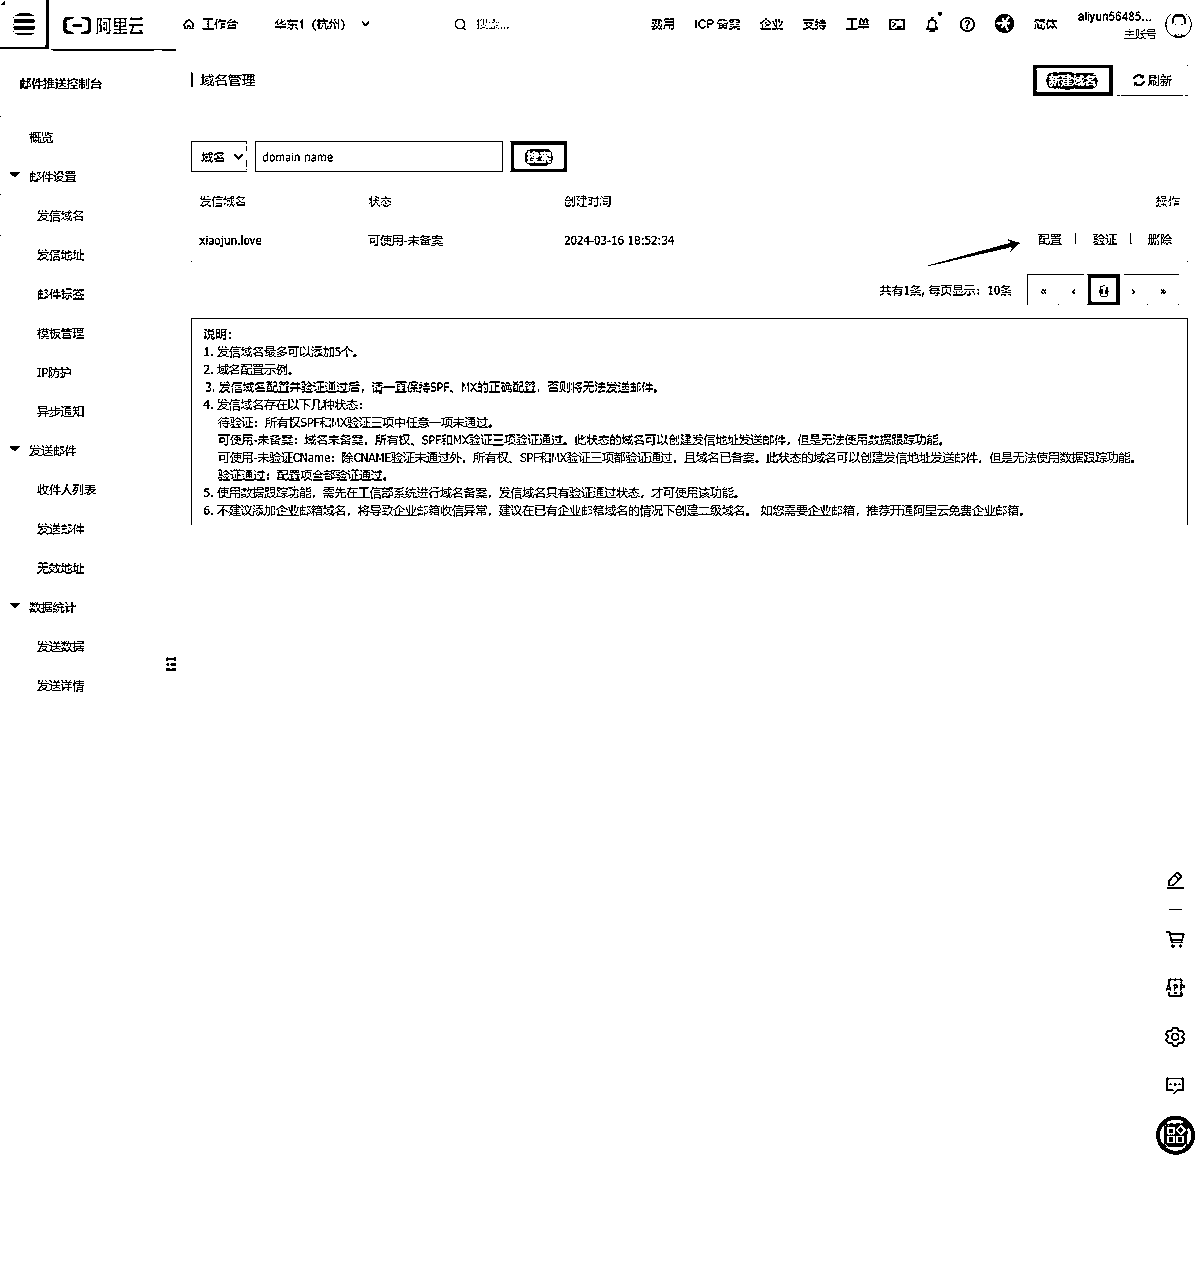 阿里云
工作台
华东1（杭州）
搜索...
费用
ICP 备案
企业
支持
工单
简体
aliyun56485...
主账号
邮件推送控制台
概览
邮件设置
发信域名
发信地址
邮件标签
模板管理
IP防护
异步通知
发送邮件
收件人列表
发送邮件
无效地址
数据统计
发送数据
发送详情
域名管理
新建域名
刷新
域名
domain name
搜索
发信域名 状态 创建时间 操作
xiaojun.love 可使用-未备案 2024-03-16 18:52:34 配置 | 验证 | 删除
共有1条, 每页显示：10条 « ‹ 1 › »
说明：
1. 发信域名最多可以添加5个。
2. 域名配置示例。
3. 发信域名配置并验证通过后，请一直保持SPF、MX的正确配置，否则将无法发送邮件。
4. 发信域名存在以下几种状态：
待验证：所有权SPF和MX验证三项中任意一项未通过。
可使用-未备案：域名未备案，所有权、SPF和MX验证三项验证通过。此状态的域名可以创建发信地址发送邮件，但是无法使用数据跟踪功能。
可使用-未验证CName：除CNAME验证未通过外，所有权、SPF和MX验证三项都验证通过，且域名已备案。此状态的域名可以创建发信地址发送邮件，但是无法使用数据跟踪功能。
验证通过：配置项全部验证通过。
5. 使用数据跟踪功能，需先在工信部系统进行域名备案，发信域名只有验证通过状态，才可使用该功能。
6. 不建议添加企业邮箱域名，将导致企业邮箱收信异常，建议在已有企业邮箱域名的情况下创建二级域名。 如您需要企业邮箱，推荐开通阿里云免费企业邮箱。